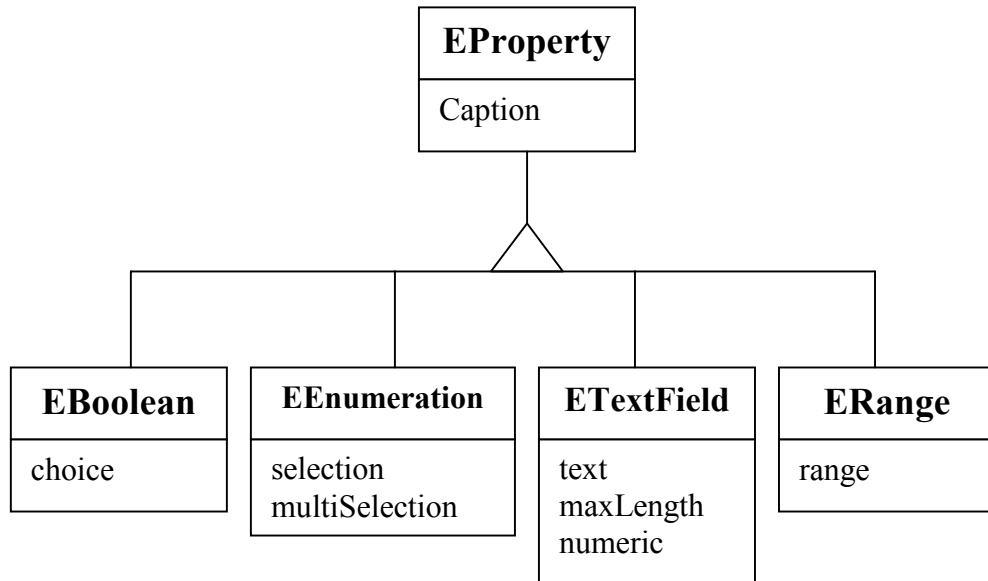 EProperty
Caption
EBoolean
choice
EEnumeration
selection
multiSelection
ETextField
text
maxLength
numeric
ERange
range